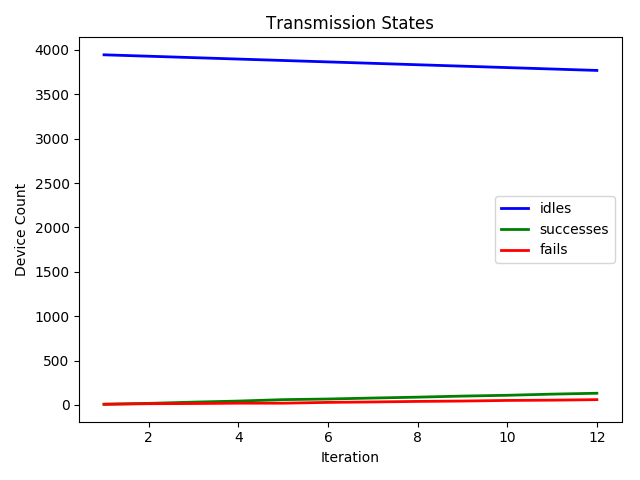 Transmission States
4000
3500
3000
2500
2000
1500
1000
500
0
Device Count
idles
successes
fails
2 4 6 8 10 12
Iteration